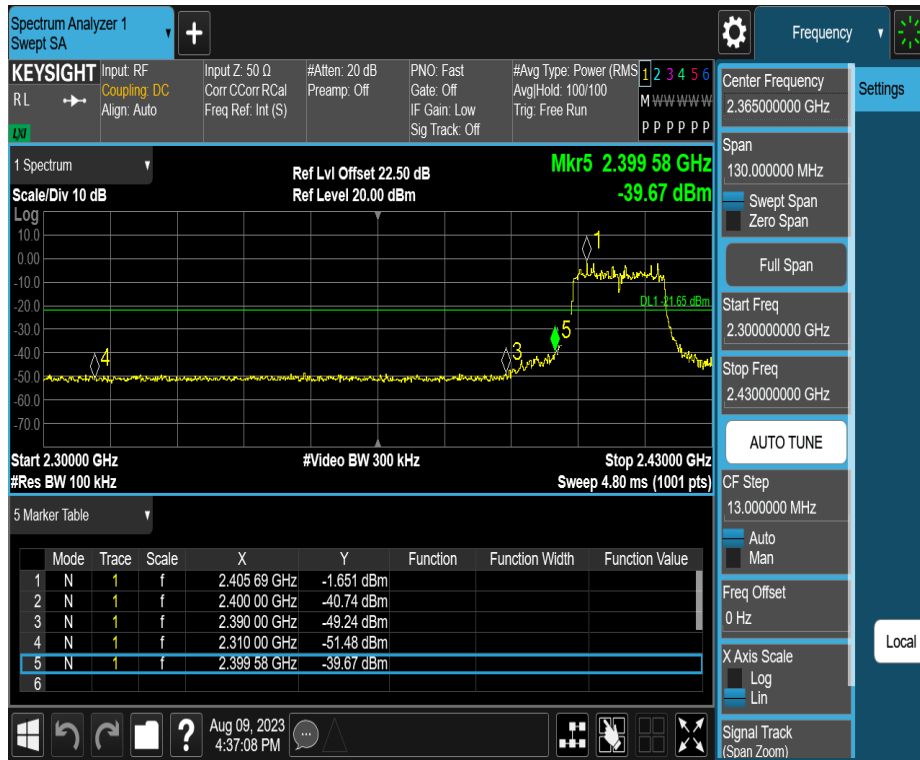 Spectrum Analyzer 1
Swept SA
+
Frequency
KEYSIGHT
RL
LXI
Input: RF
Coupling: DC
Align: Auto
Input Z: 50 Ω
Corr CCorr RCal
Freq Ref: Int (S)
#Atten: 20 dB
Preamp: Off
PNO: Fast
Gate: Off
IF Gain: Low
Sig Track: Off
#Avg Type: Power (RMS
Avg|Hold: 100/100
Trig: Free Run
1 2 3 4 5 6
M W W W W W
P P P P P P
1 Spectrum
Scale/Div 10 dB
Ref Lvl Offset 22.50 dB
Ref Level 20.00 dBm
Mkr5 2.399 58 GHz
-39.67 dBm
Log
10.0
0.00
-10.0
-20.0
-30.0
-40.0
-50.0
-60.0
-70.0
1
DL1 -21.65 dBm
5
3
4
Start 2.30000 GHz
#Video BW 300 kHz
Stop 2.43000 GHz
#Res BW 100 kHz
Sweep 4.80 ms (1001 pts)
5 Marker Table
Mode Trace Scale X Y Function Function Width Function Value
1 N 1 f 2.405 69 GHz -1.651 dBm
2 N 1 f 2.400 00 GHz -40.74 dBm
3 N 1 f 2.390 00 GHz -49.24 dBm
4 N 1 f 2.310 00 GHz -51.48 dBm
5 N 1 f 2.399 58 GHz -39.67 dBm
6
?
Aug 09, 2023
4:37:08 PM
Center Frequency
2.365000000 GHz
Settings
Span
130.000000 MHz
Swept Span
Zero Span
Full Span
Start Freq
2.300000000 GHz
Stop Freq
2.430000000 GHz
AUTO TUNE
CF Step
13.000000 MHz
Auto
Man
Freq Offset
0 Hz
Local
X Axis Scale
Log
Lin
Signal Track
(Span Zoom)